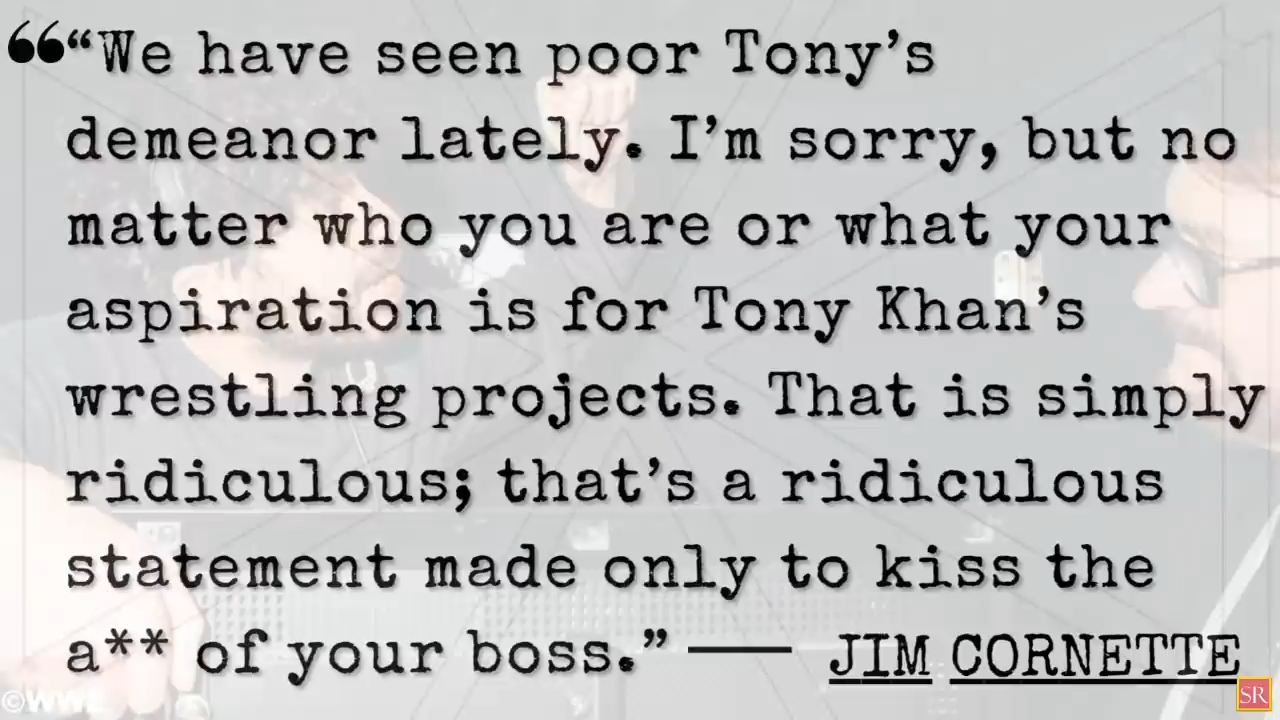 ❝“We have seen poor Tony’s
demeanor lately. I’m sorry, but no
matter who you are or what your
aspiration is for Tony Khan’s
wrestling projects. That is simply
ridiculous; that’s a ridiculous
statement made only to kiss the
a** of your boss.” — JIM CORNETTE
©WWE
SR